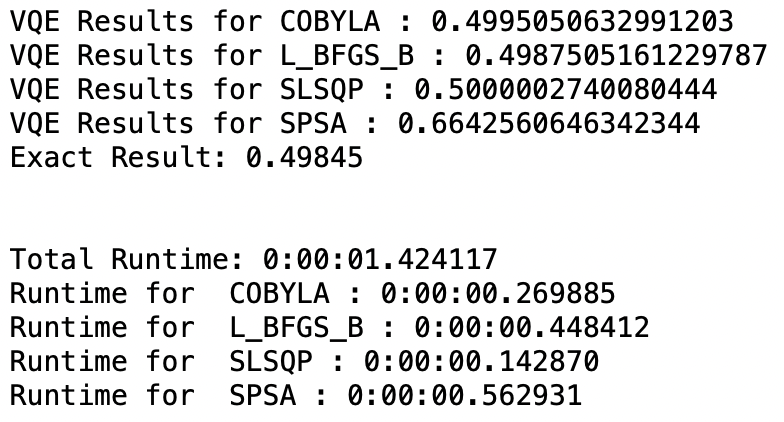 VQE Results for COBYLA : 0.4995050632991203
VQE Results for L_BFGS_B : 0.4987505161229787
VQE Results for SLSQP : 0.5000002740080444
VQE Results for SPSA : 0.6642560646342344
Exact Result: 0.49845
Total Runtime: 0:00:01.424117
Runtime for  COBYLA : 0:00:00.269885
Runtime for  L_BFGS_B : 0:00:00.448412
Runtime for  SLSQP : 0:00:00.142870
Runtime for  SPSA : 0:00:00.562931